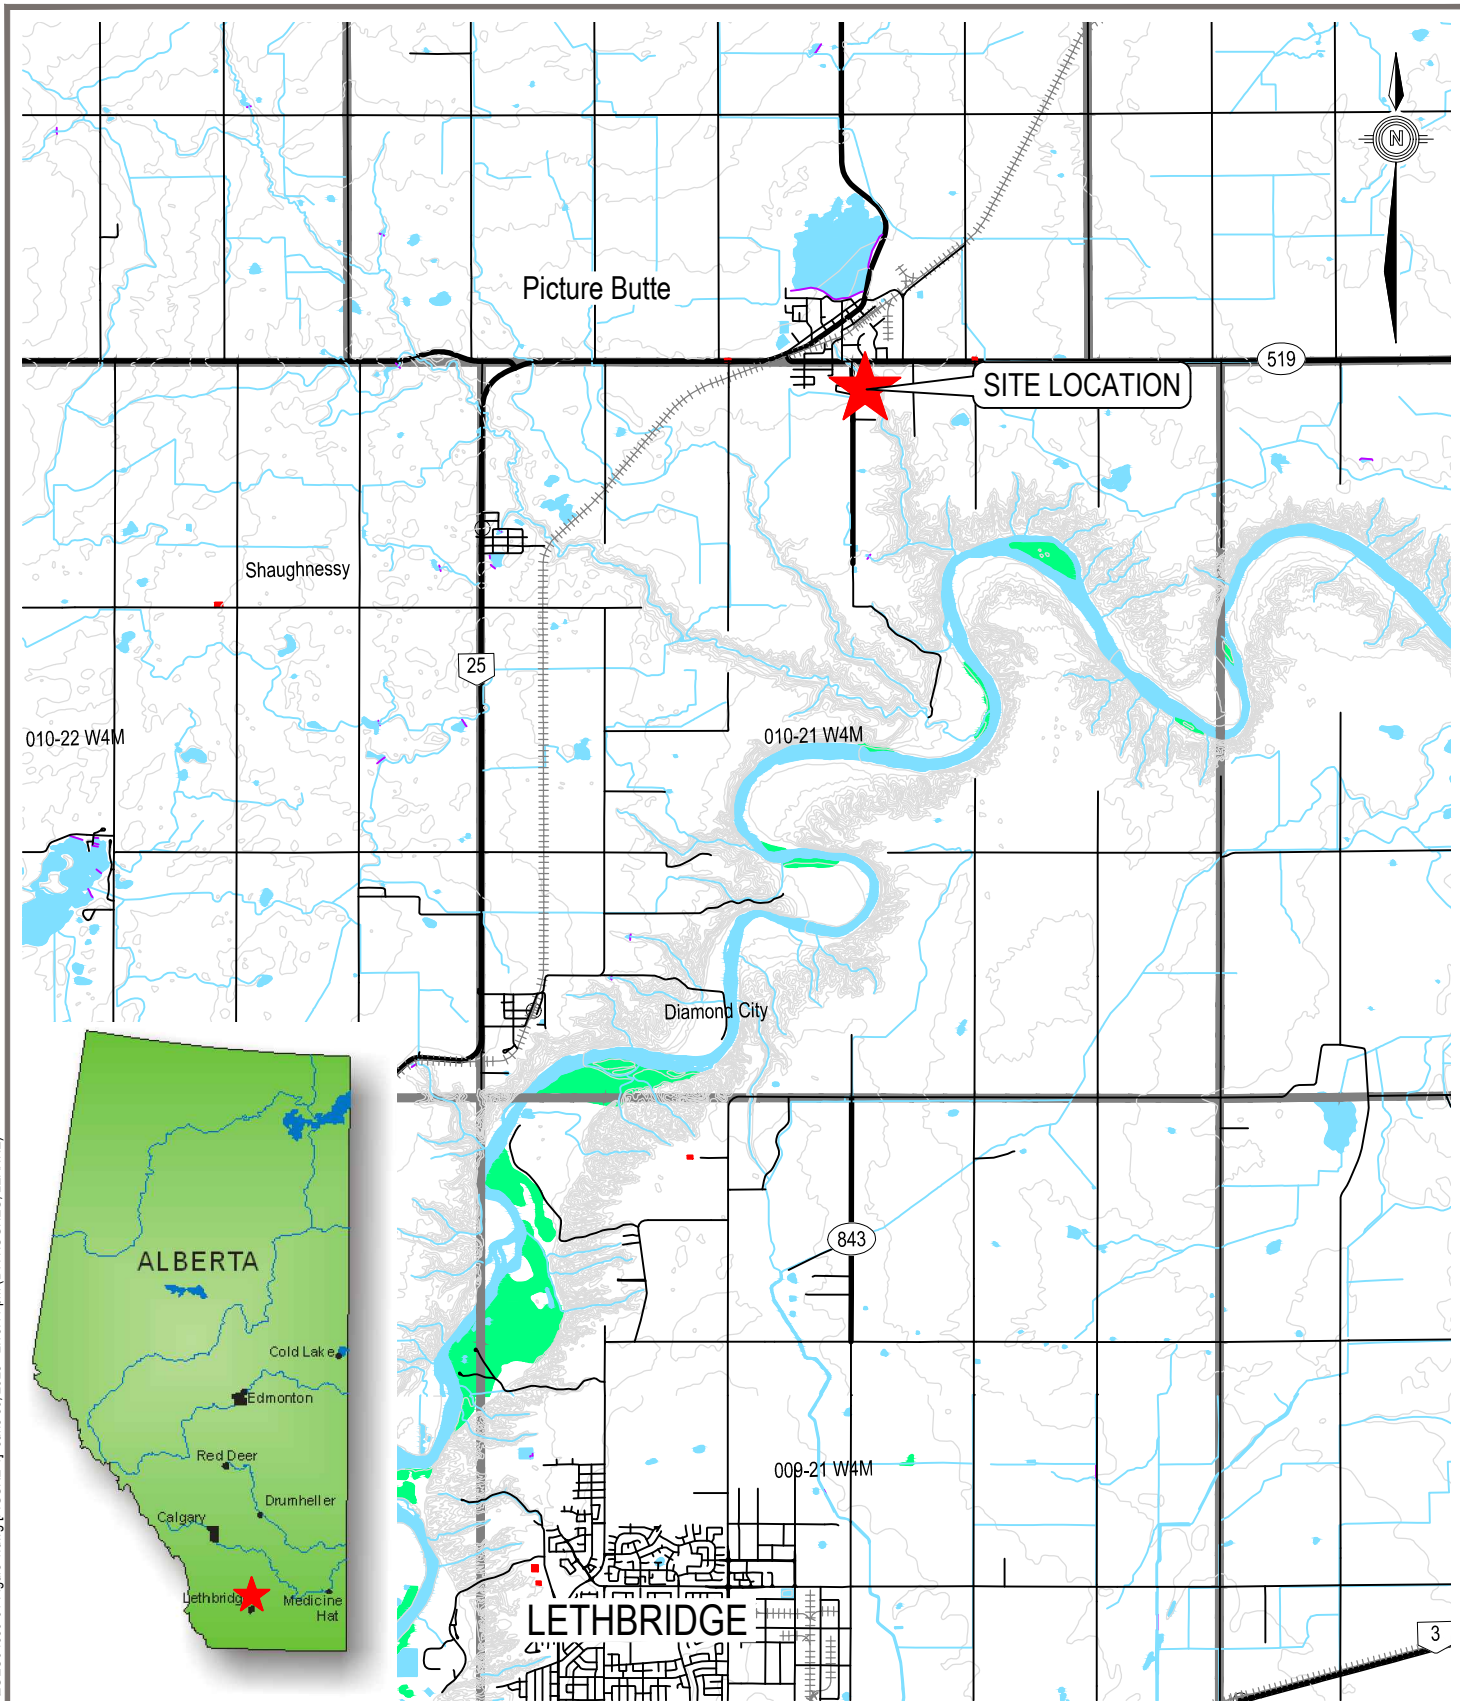 N
Picture Butte
519
SITE LOCATION
Shaughnessy
25
010-22 W4M
010-21 W4M
Diamond City
843
ALBERTA
Cold Lake
Edmonton
Red Deer
Drumheller
Calgary
Lethbridge
Medicine
Hat
009-21 W4M
LETHBRIDGE
3